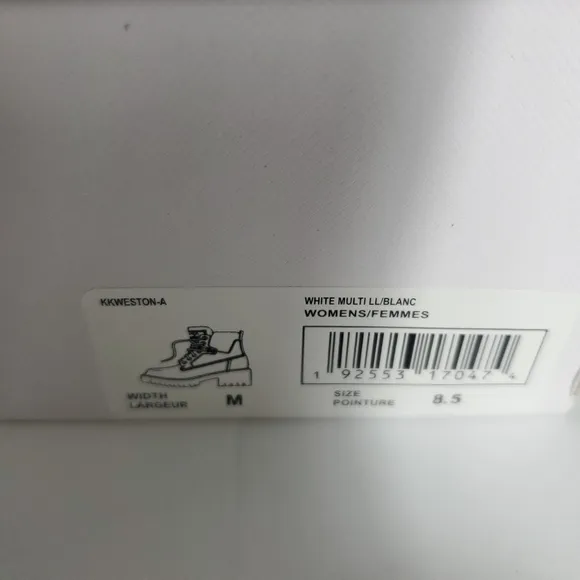 KKWESTON-A
WHITE MULTI LL/BLANC
WOMENS/FEMMES
1 92553 17047 4
WIDTH
LARGEUR
M
SIZE
POINTURE
8.5